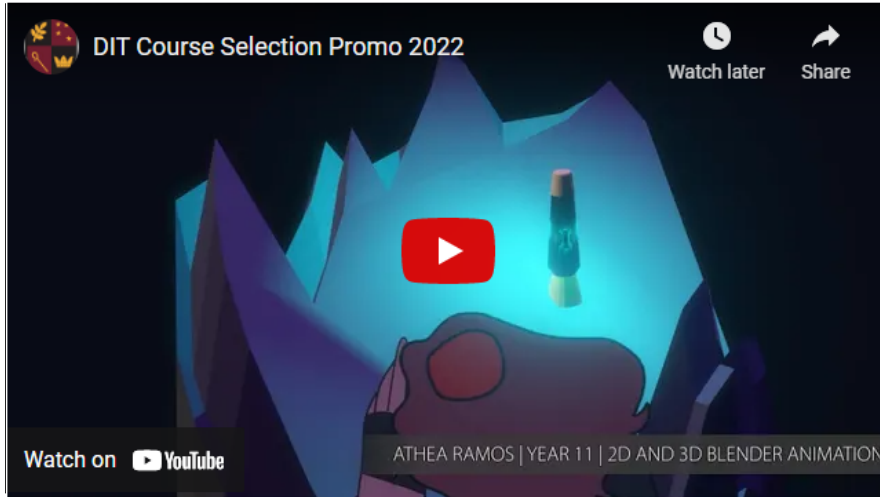 DIT Course Selection Promo 2022
Watch later
Share
Watch on YouTube
ATHEA RAMOS | YEAR 11 | 2D AND 3D BLENDER ANIMATION